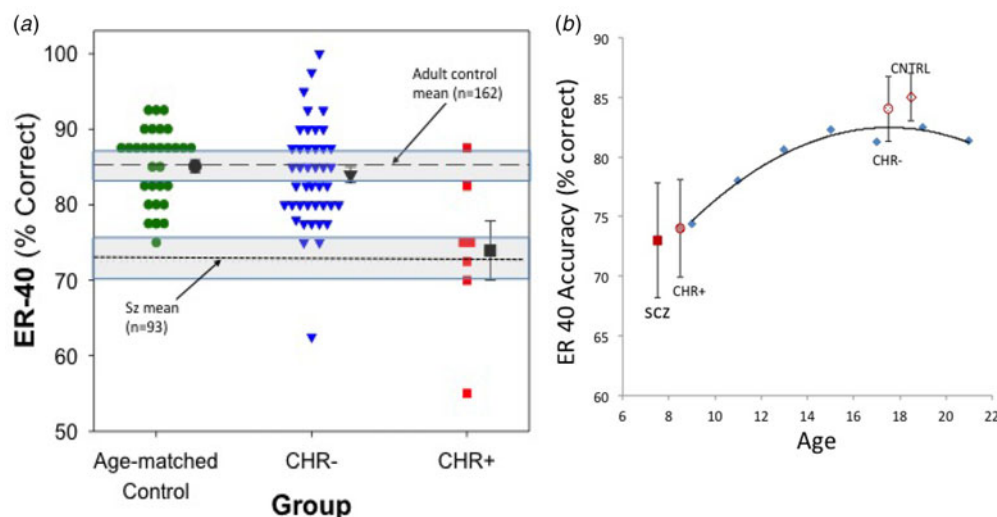 (a)
100
90
80
70
60
50
ER-40 (% Correct)
Adult control
mean (n=162)
Sz mean
(n=93)
Age-matched
Control
CHR-
CHR+
Group
(b)
90
85
80
75
70
65
60
ER 40 Accuracy (% correct)
CNTRL
CHR-
CHR+
SCZ
6 8 10 12 14 16 18 20 22
Age